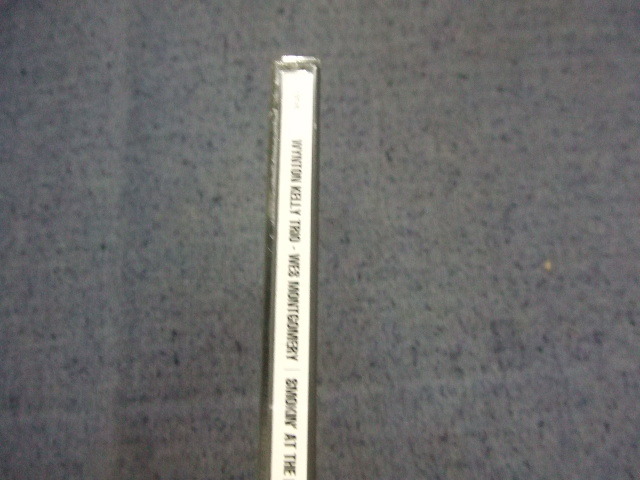 WYNTON KELLY TRIO - WES MONTGOMERY | SMOKIN' AT THE